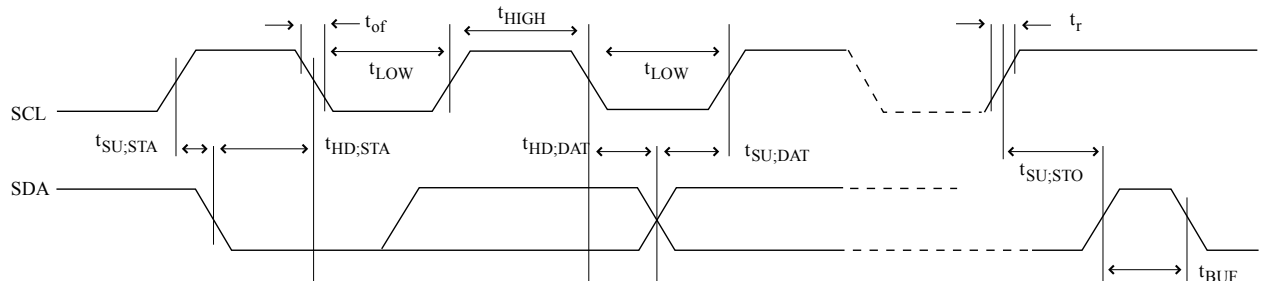 t_of
t_HIGH
t_r
t_LOW
t_LOW
SCL
t_SU;STA
t_HD;STA
t_HD;DAT
t_SU;DAT
t_SU;STO
SDA
t_BUF